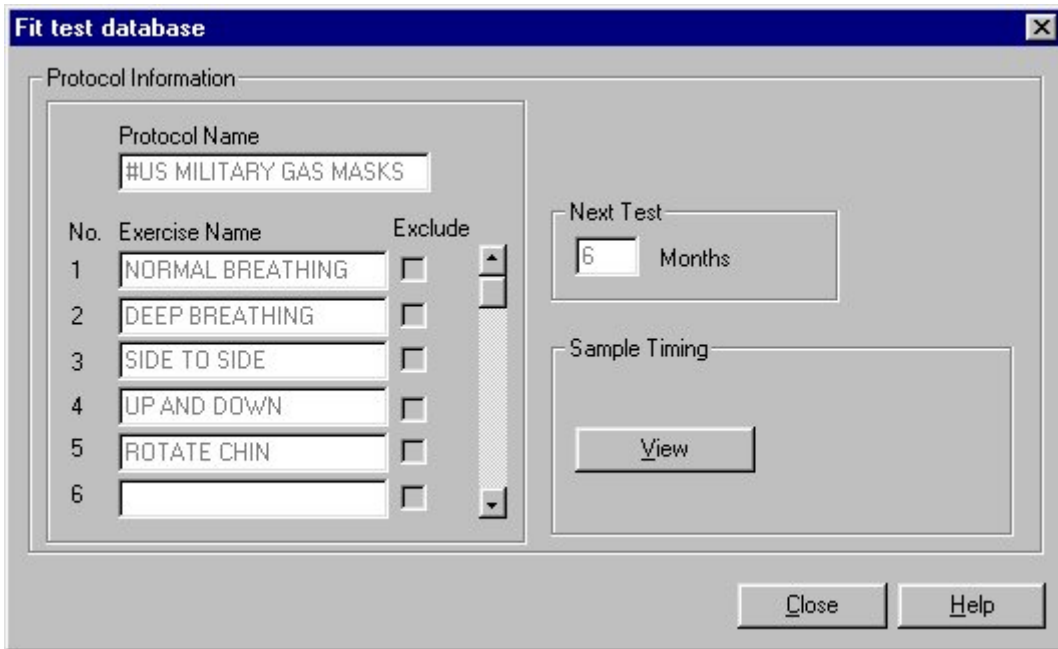 Fit test database
Protocol Information
Protocol Name
#US MILITARY GAS MASKS
No. Exercise Name Exclude
1 NORMAL BREATHING
2 DEEP BREATHING
3 SIDE TO SIDE
4 UP AND DOWN
5 ROTATE CHIN
6
Next Test
6 Months
Sample Timing
View
Close Help